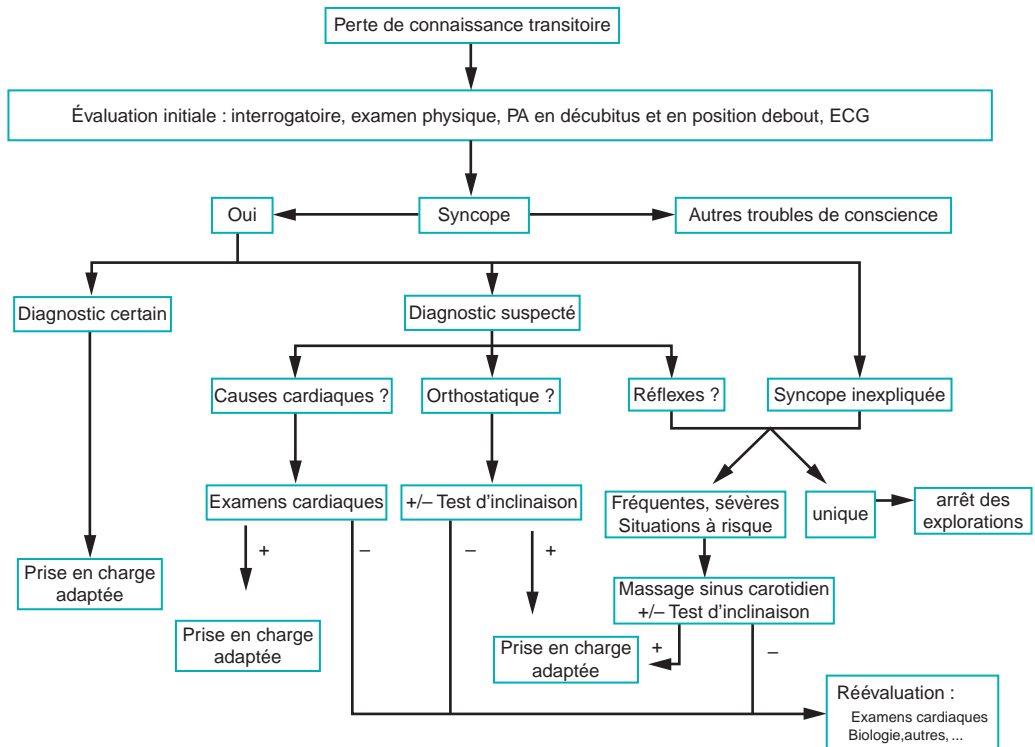 Perte de connaissance transitoire
Évaluation initiale : interrogatoire, examen physique, PA en décubitus et en position debout, ECG
Oui
Syncope
Autres troubles de conscience
Diagnostic certain
Diagnostic suspecté
Causes cardiaques ?
Orthostatique ?
Réflexes ?
Syncope inexpliquée
Examens cardiaques
+/– Test d'inclinaison
Fréquentes, sévères
Situations à risque
unique
arrêt des
explorations
+
–
–
+
Prise en charge
adaptée
Massage sinus carotidien
+/– Test d'inclinaison
Prise en charge
adaptée
Prise en charge
adaptée
+
–
Réévaluation :
Examens cardiaques
Biologie,autres, ...